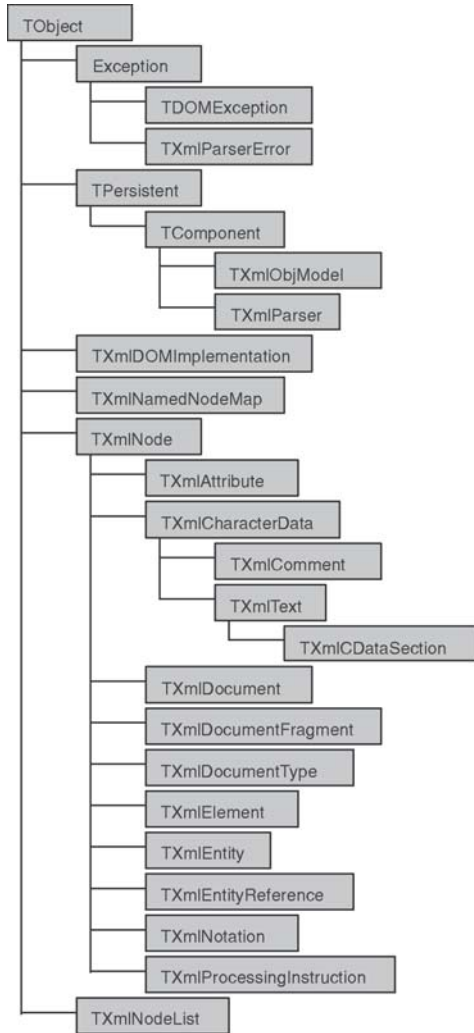 TObject
Exception
TDOMException
TXmlParserError
TPersistent
TComponent
TXmlObjModel
TXmlParser
TXmlDOMImplementation
TXmlNamedNodeMap
TXmlNode
TXmlAttribute
TXmlCharacterData
TXmlComment
TXmlText
TXmlCDataSection
TXmlDocument
TXmlDocumentFragment
TXmlDocumentType
TXmlElement
TXmlEntity
TXmlEntityReference
TXmlNotation
TXmlProcessingInstruction
TXmlNodeList